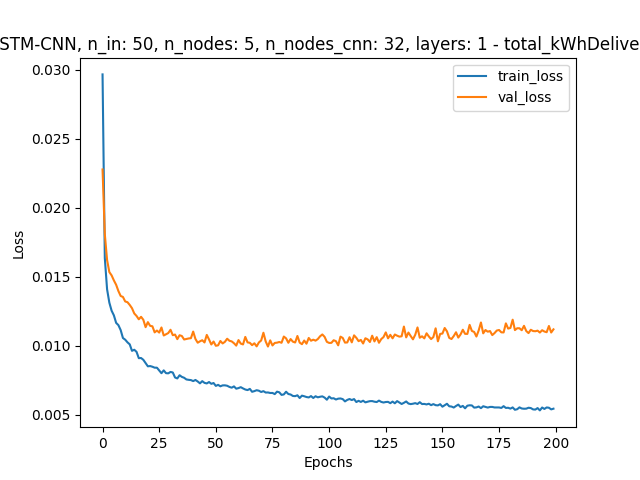 STM-CNN, n_in: 50, n_nodes: 5, n_nodes_cnn: 32, layers: 1 - total_kWhDelive
train_loss
val_loss
0.030
0.025
0.020
0.015
0.010
0.005
Loss
0 25 50 75 100 125 150 175 200
Epochs